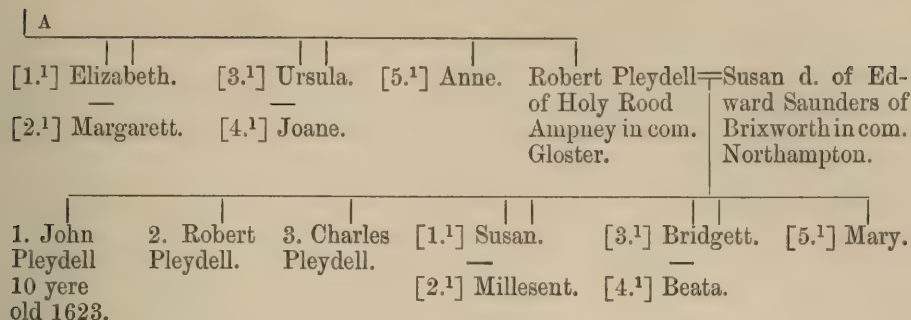 A
[1.¹] Elizabeth. [3.¹] Ursula. [5.¹] Anne. Robert Pleydell=Susan d. of Ed-
of Holy Rood ward Saunders of
[2.¹] Margarett. [4.¹] Joane. Ampney in com. Brixworth in com.
Gloster. Northampton.
1. John 2. Robert 3. Charles [1.¹] Susan. [3.¹] Bridgett. [5.¹] Mary.
Pleydell Pleydell. Pleydell.
10 yere [2.¹] Millesent. [4.¹] Beata.
old 1623.